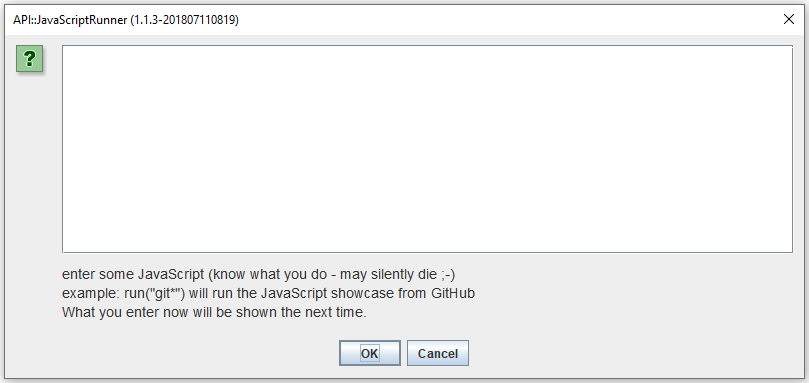 API::JavaScriptRunner (1.1.3-201807110819)
?
enter some JavaScript (know what you do - may silently die ;-)
example: run("git*") will run the JavaScript showcase from GitHub
What you enter now will be shown the next time.
OK Cancel